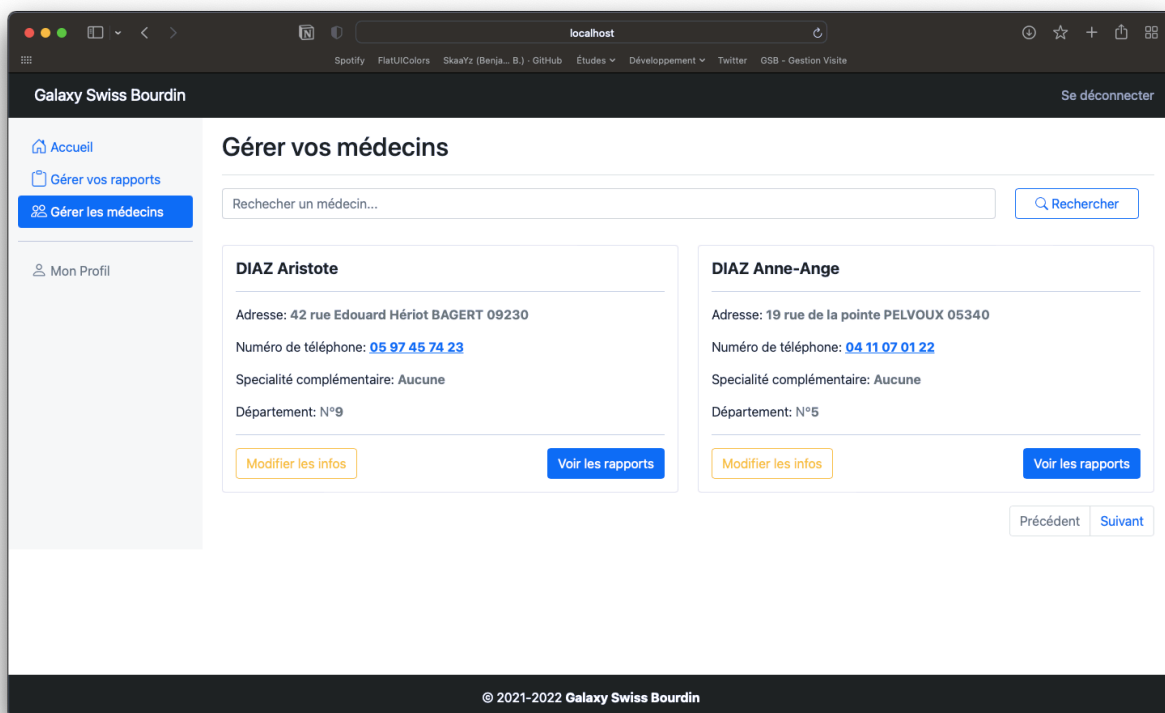 localhost
Spotify FlatUIColors SkaaYz (Benja... B.) · GitHub Études Développement Twitter GSB - Gestion Visite
Galaxy Swiss Bourdin Se déconnecter
Accueil
Gérer vos rapports
Gérer les médecins
Mon Profil
Gérer vos médecins
Rechecher un médecin... Rechercher
DIAZ Aristote
Adresse: 42 rue Edouard Hériot BAGERT 09230
Numéro de téléphone: 05 97 45 74 23
Specialité complémentaire: Aucune
Département: N°9
Modifier les infos Voir les rapports
DIAZ Anne-Ange
Adresse: 19 rue de la pointe PELVOUX 05340
Numéro de téléphone: 04 11 07 01 22
Specialité complémentaire: Aucune
Département: N°5
Modifier les infos Voir les rapports
Précédent Suivant
© 2021-2022 Galaxy Swiss Bourdin